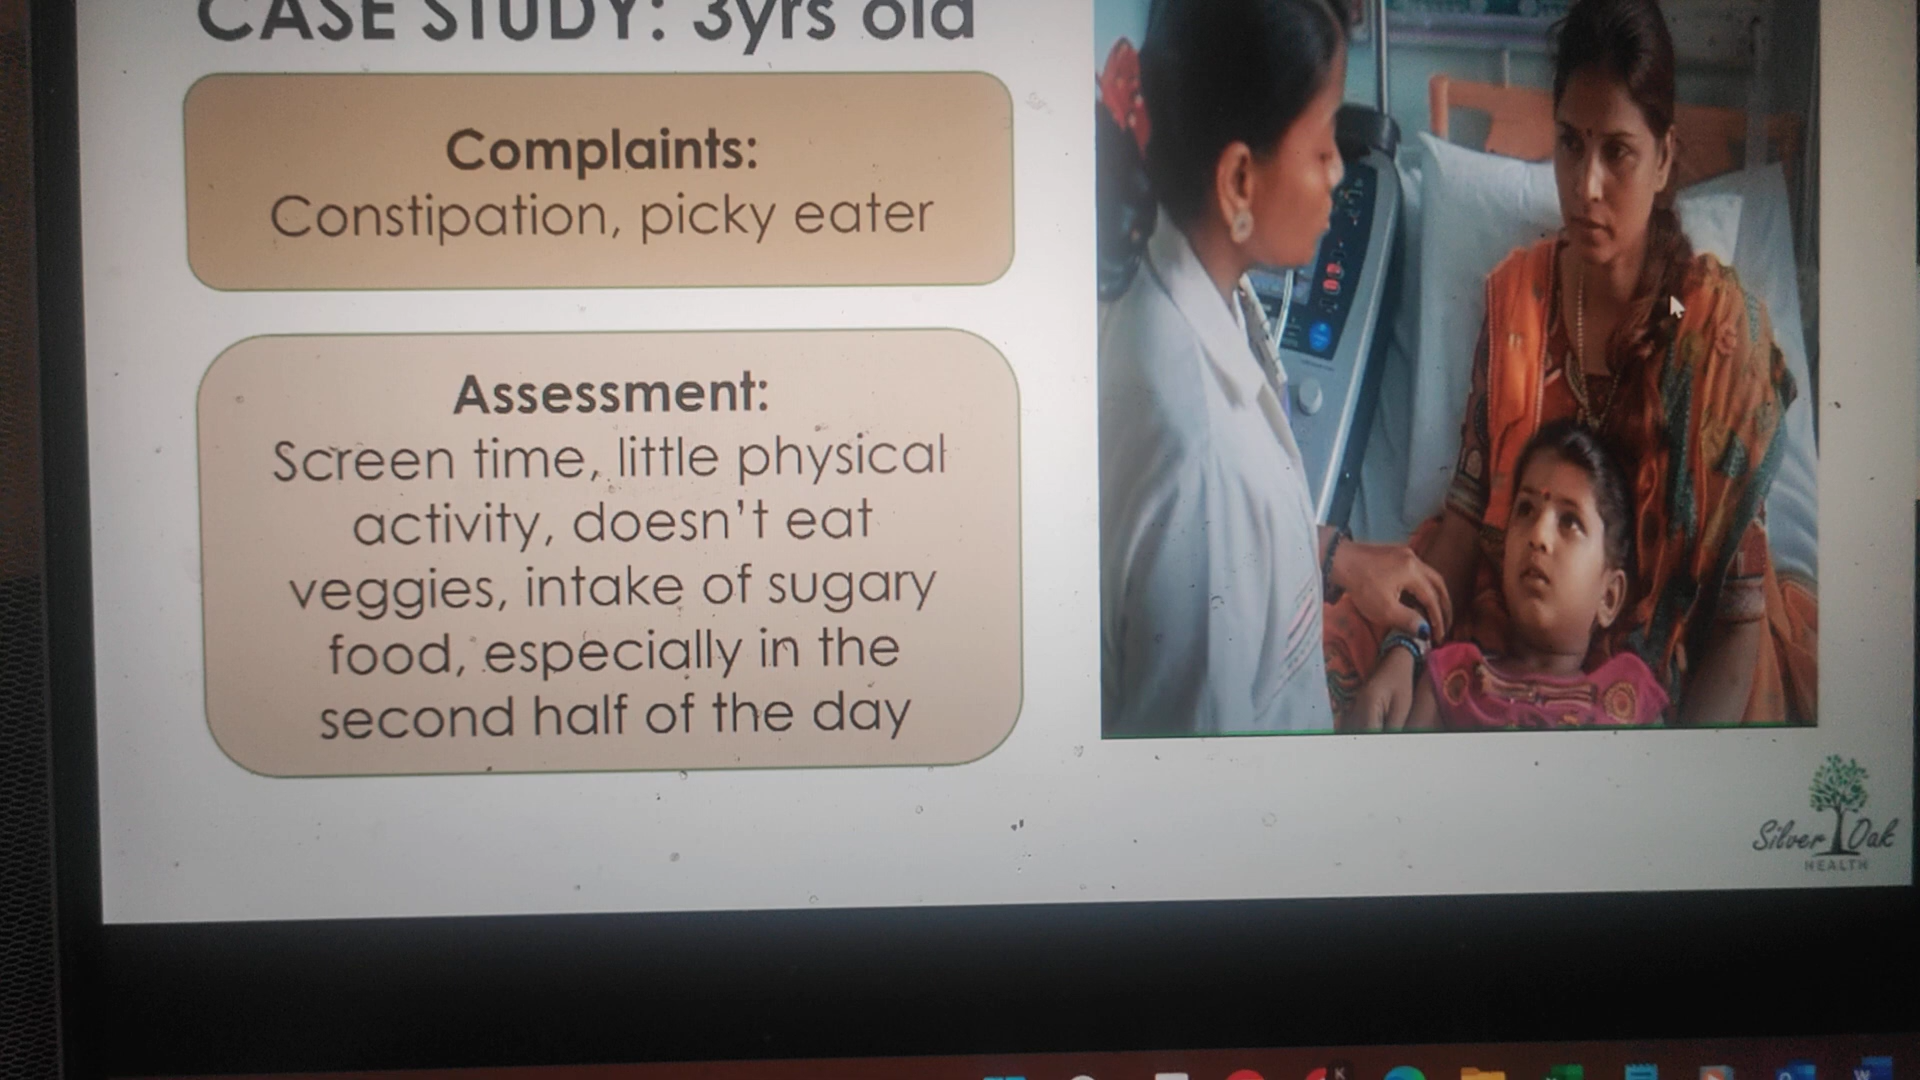 CASE STUDY: 3yrs old
Complaints:
Constipation, picky eater
Assessment:
Screen time, little physical
activity, doesn't eat
veggies, intake of sugary
food, especially in the
second half of the day
Silver Oak
HEALTH